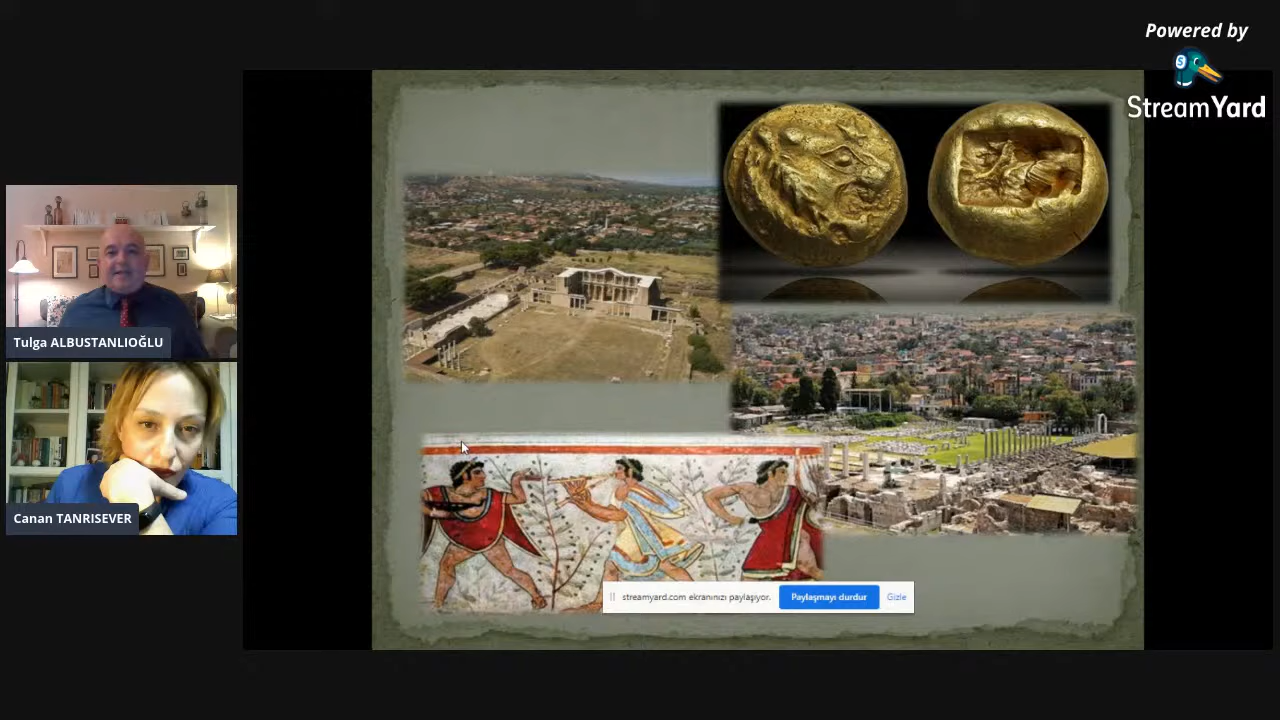 Powered by
StreamYard
Tulga ALBUSTANLIOĞLU
Canan TANRISEVER
streamyard.com ekranınızı paylaşıyor.
Paylaşmayı durdur
Gizle